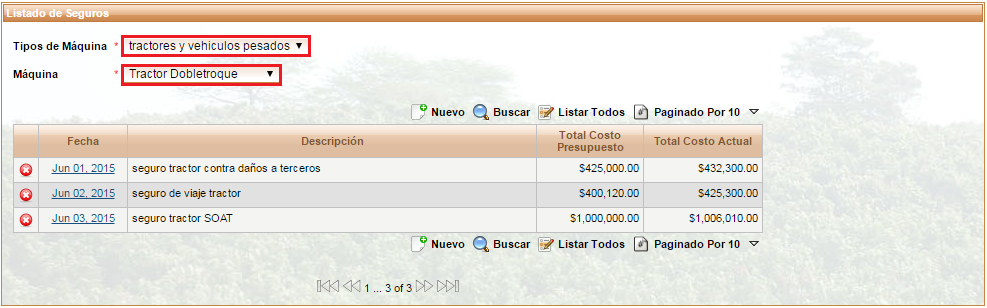 Listado de Seguros
Tipos de Máquina * tractores y vehículos pesados
Máquina * Tractor Dobletroque
Nuevo Buscar Listar Todos # Paginado Por 10
Fecha Descripción Total Costo Presupuesto Total Costo Actual
Jun 01, 2015 seguro tractor contra daños a terceros $425,000.00 $432,300.00
Jun 02, 2015 seguro de viaje tractor $400,120.00 $425,300.00
Jun 03, 2015 seguro tractor SOAT $1,000,000.00 $1,006,010.00
Nuevo Buscar Listar Todos # Paginado Por 10
1 ... 3 of 3